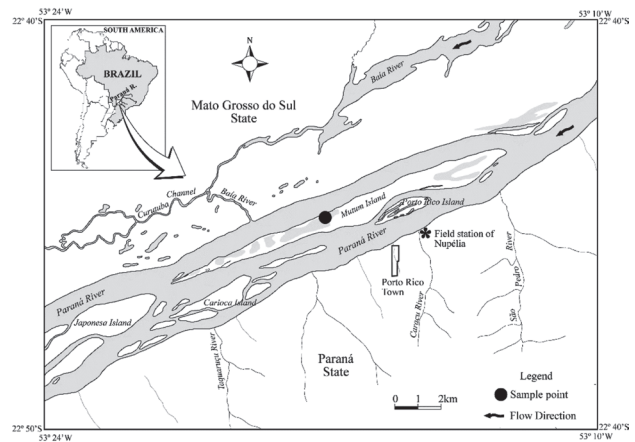 53° 24' W
53° 10' W
22° 40'S
22° 40'S
SOUTH AMERICA
BRAZIL
Paraná R.
N
Mato Grosso do Sul
State
Baía River
Curutuba
Channel
Baía River
Mutum Island
Porto Rico Island
Paraná River
Field station of
Nupélia
Porto Rico
Town
Paraná River
Carioca Island
Japonesa Island
Caracu River
São
Pedro
River
Taquaruçu River
Paraná
State
0 1 2km
Legend
Sample point
Flow Direction
22° 50'S
22° 40'S
53° 24' W
53° 10' W